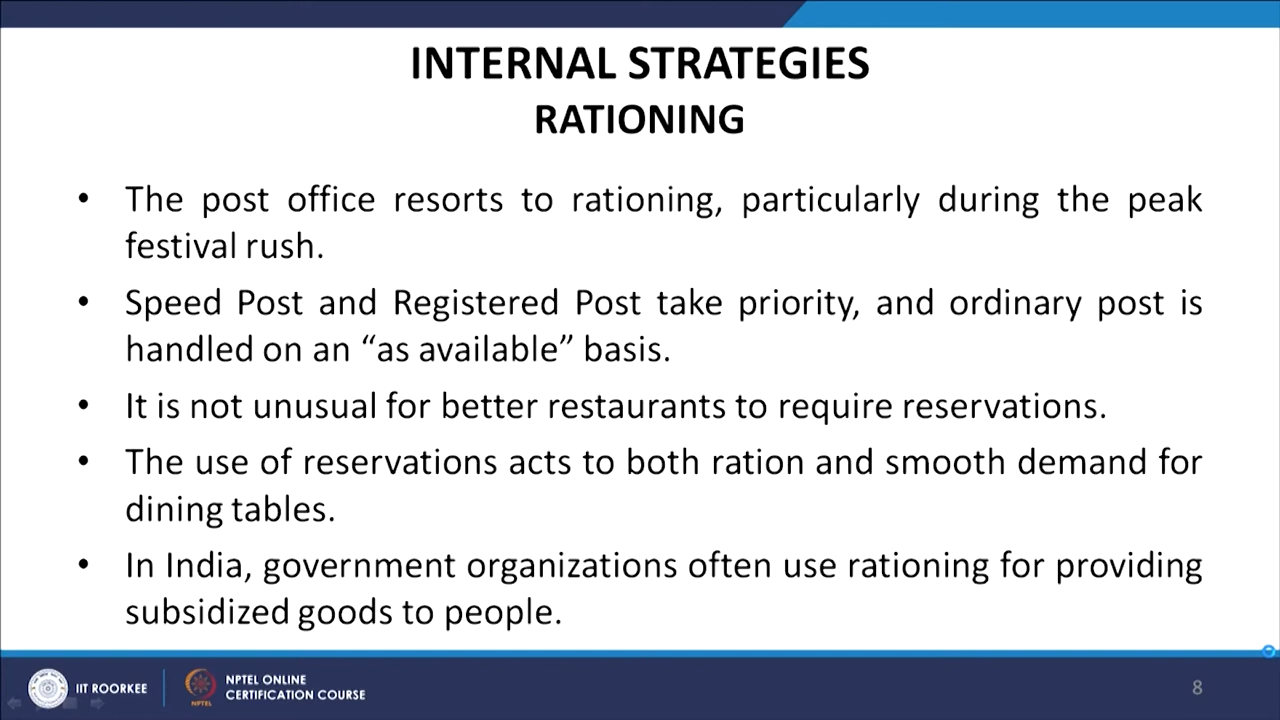 INTERNAL STRATEGIES
RATIONING
• The post office resorts to rationing, particularly during the peak
festival rush.
• Speed Post and Registered Post take priority, and ordinary post is
handled on an “as available” basis.
• It is not unusual for better restaurants to require reservations.
• The use of reservations acts to both ration and smooth demand for
dining tables.
• In India, government organizations often use rationing for providing
subsidized goods to people.
IIT ROORKEE
NPTEL
NPTEL ONLINE
CERTIFICATION COURSE
8